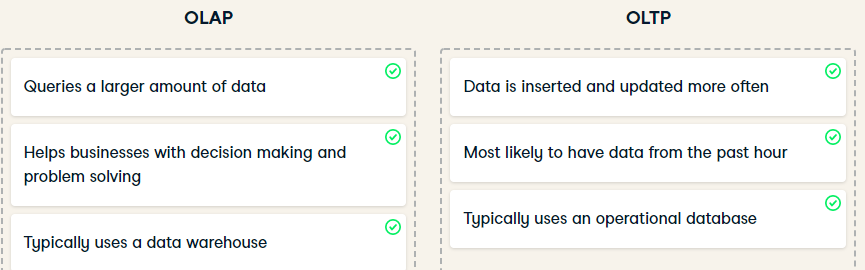 OLAP
Queries a larger amount of data
Helps businesses with decision making and
problem solving
Typically uses a data warehouse
OLTP
Data is inserted and updated more often
Most likely to have data from the past hour
Typically uses an operational database